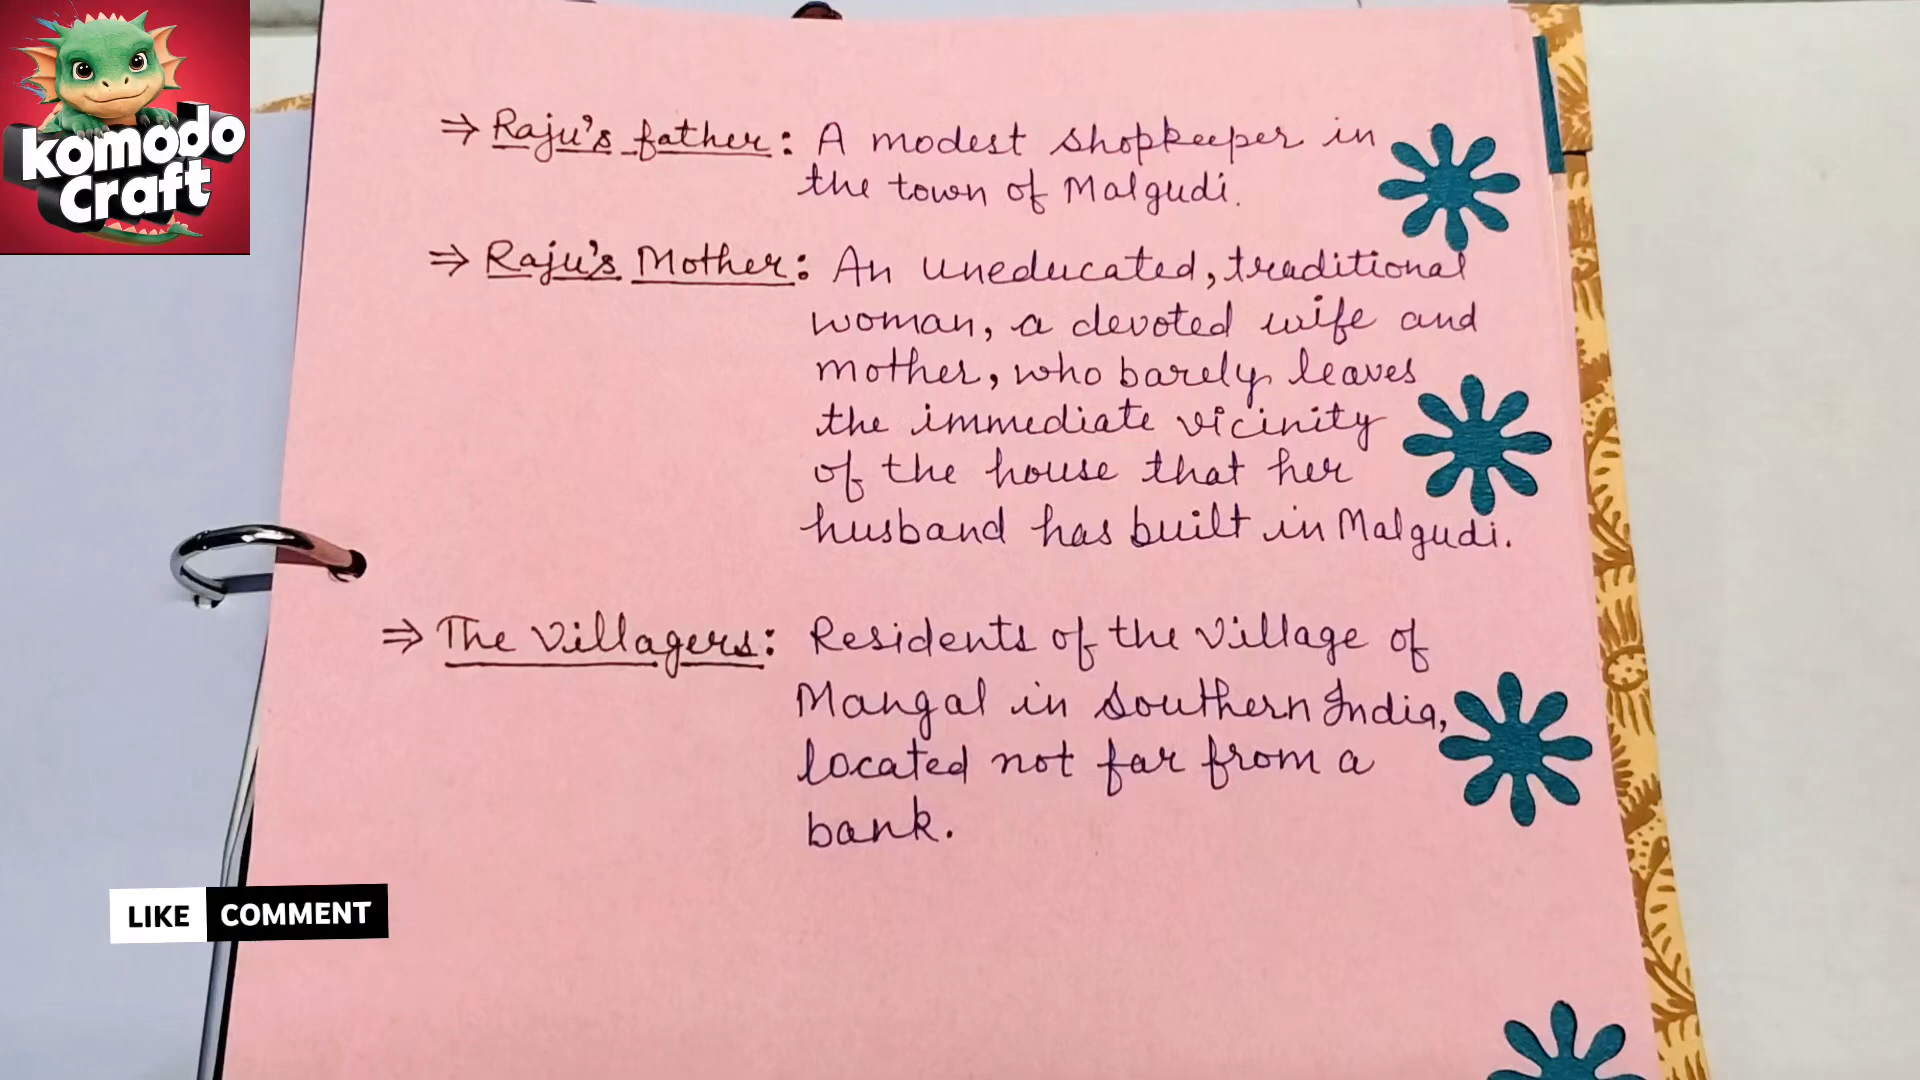 komodo
Craft
⇒ Raju's father: A modest shopkeeper in
the town of Malgudi.
⇒ Raju's Mother: An uneducated, traditional
woman, a devoted wife and
mother, who barely leaves
the immediate vicinity
of the house that her
husband has built in Malgudi.
⇒ The Villagers: Residents of the Village of
Mangal in Southern India,
located not far from a
bank.
LIKE COMMENT